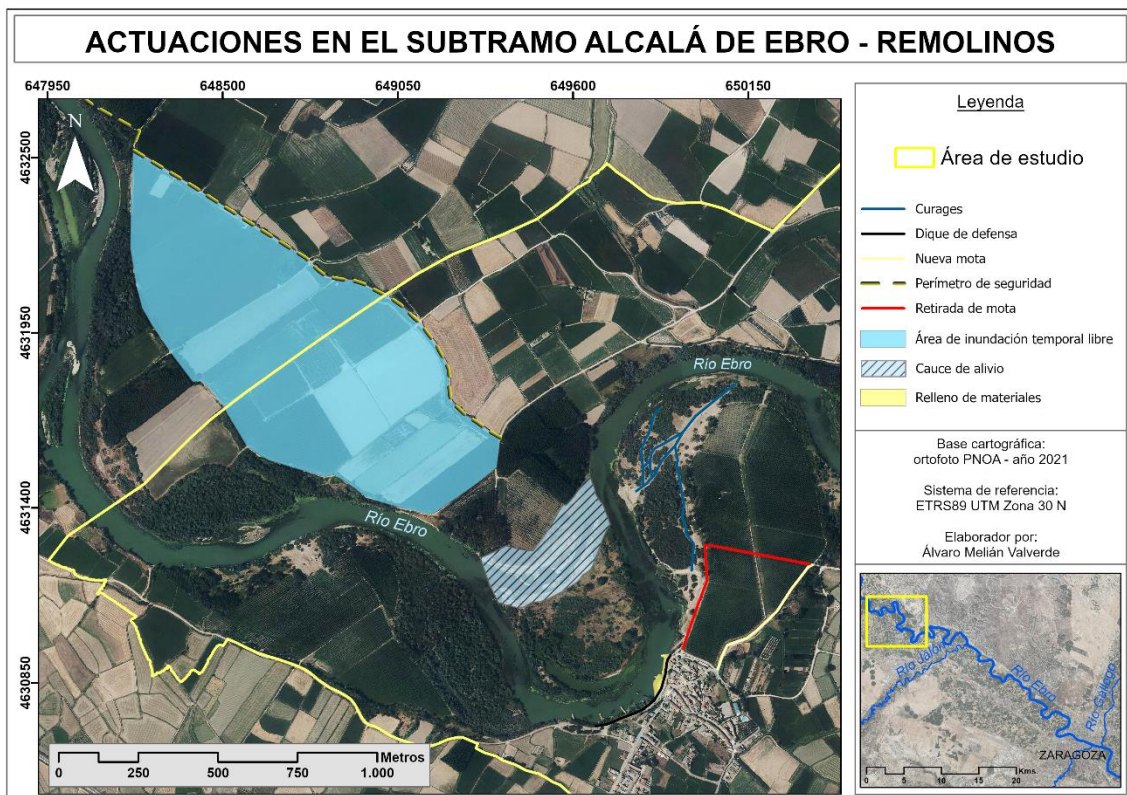 ACTUACIONES EN EL SUBTRAMO ALCALÁ DE EBRO - REMOLINOS
647950
648500
649050
649600
650150
4632500
4631950
4631400
4630850
N
Río Ebro
Río Ebro
Metros
0
250
500
750
1.000
Leyenda
Área de estudio
Curages
Dique de defensa
Nueva mota
Perímetro de seguridad
Retirada de mota
Área de inundación temporal libre
Cauce de alivio
Relleno de materiales
Base cartográfica:
ortofoto PNOA - año 2021
Sistema de referencia:
ETRS89 UTM Zona 30 N
Elaborador por:
Álvaro Melián Valverde
Río Jalón
Río Ebro
Río Gállego
ZARAGOZA
0
5
10
20
Kms